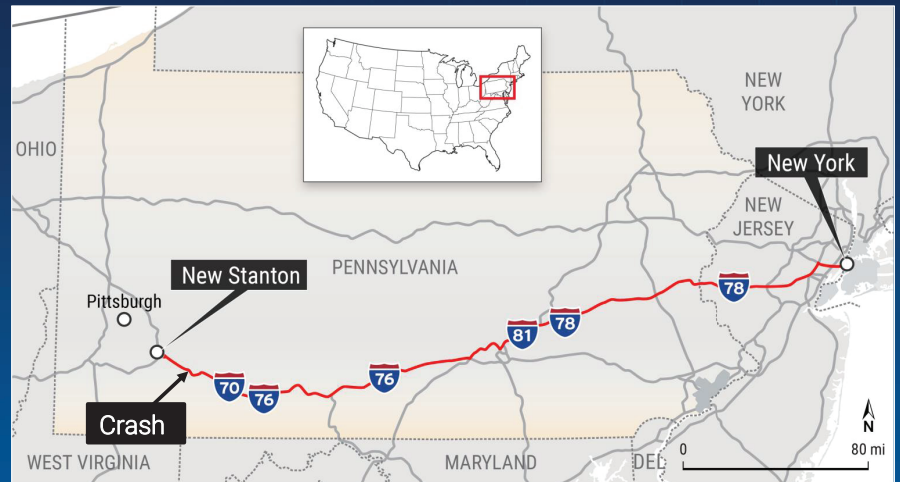 NEW
YORK
OHIO
New York
NEW
JERSEY
PENNSYLVANIA
New Stanton
78
Pittsburgh
78
81
76
70
76
Crash
N
WEST VIRGINIA
MARYLAND
DEL
0
80 mi